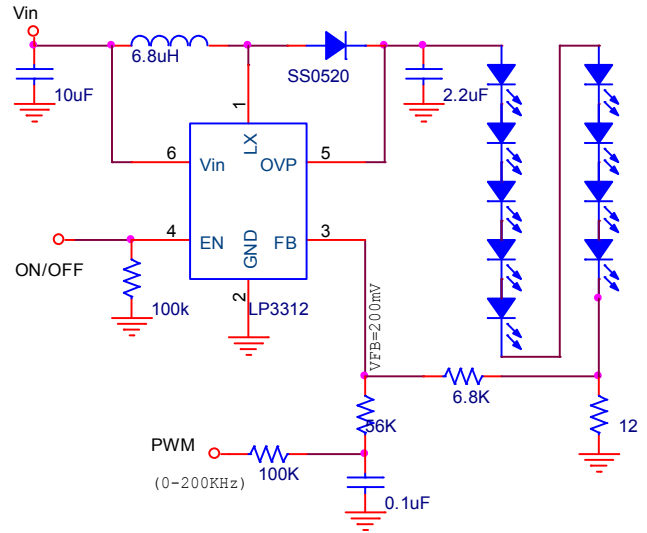 Vin
6.8uH
SS0520
10uF
2.2uF
1
LX
6
Vin
OVP
5
4
EN
GND
FB
3
ON/OFF
2
100k
LP3312
VFB=200mV
6.8K
56K
12
PWM
100K
(0-200KHz)
0.1uF